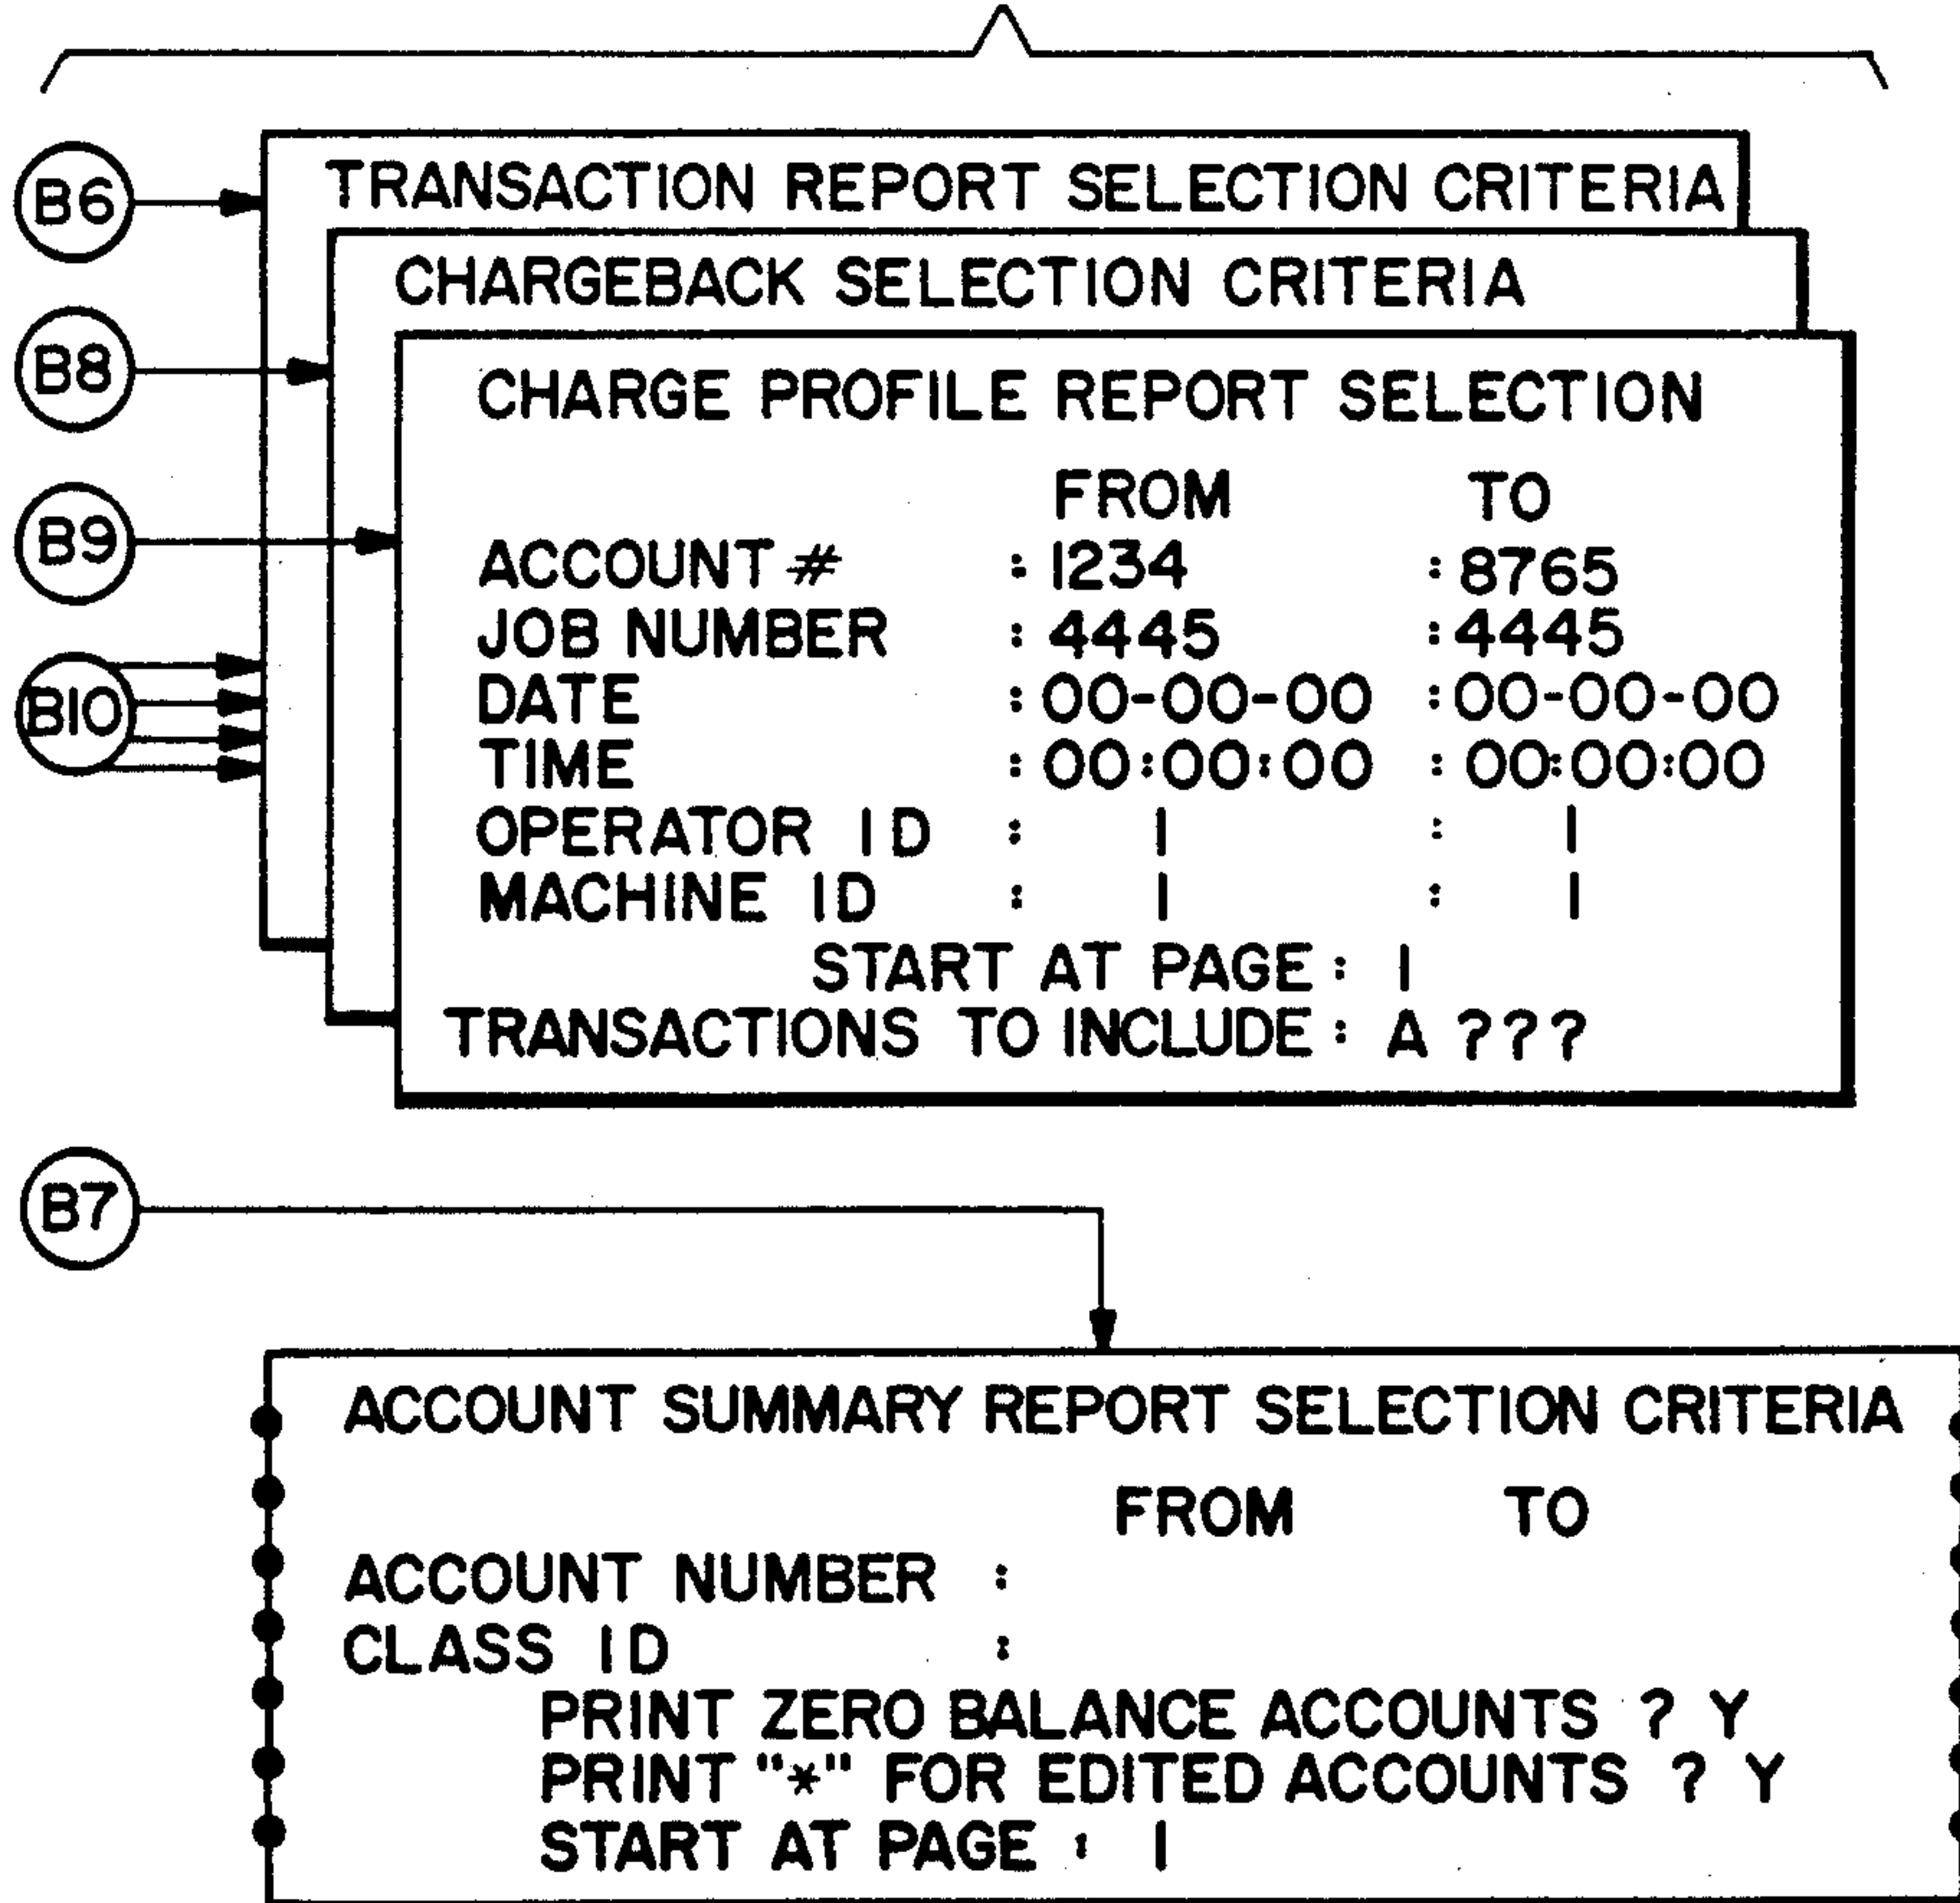 B6
TRANSACTION REPORT SELECTION CRITERIA
CHARGEBACK SELECTION CRITERIA
B8
CHARGE PROFILE REPORT SELECTION
FROM TO
B9
ACCOUNT # : 1234 : 8765
JOB NUMBER : 4445 : 4445
B10
DATE : 00-00-00 : 00-00-00
TIME : 00:00:00 : 00:00:00
OPERATOR ID : 1 : 1
MACHINE ID : 1 : 1
START AT PAGE : 1
TRANSACTIONS TO INCLUDE : A ???
B7
ACCOUNT SUMMARY REPORT SELECTION CRITERIA
FROM TO
ACCOUNT NUMBER :
CLASS ID :
PRINT ZERO BALANCE ACCOUNTS ? Y
PRINT "*" FOR EDITED ACCOUNTS ? Y
START AT PAGE : 1